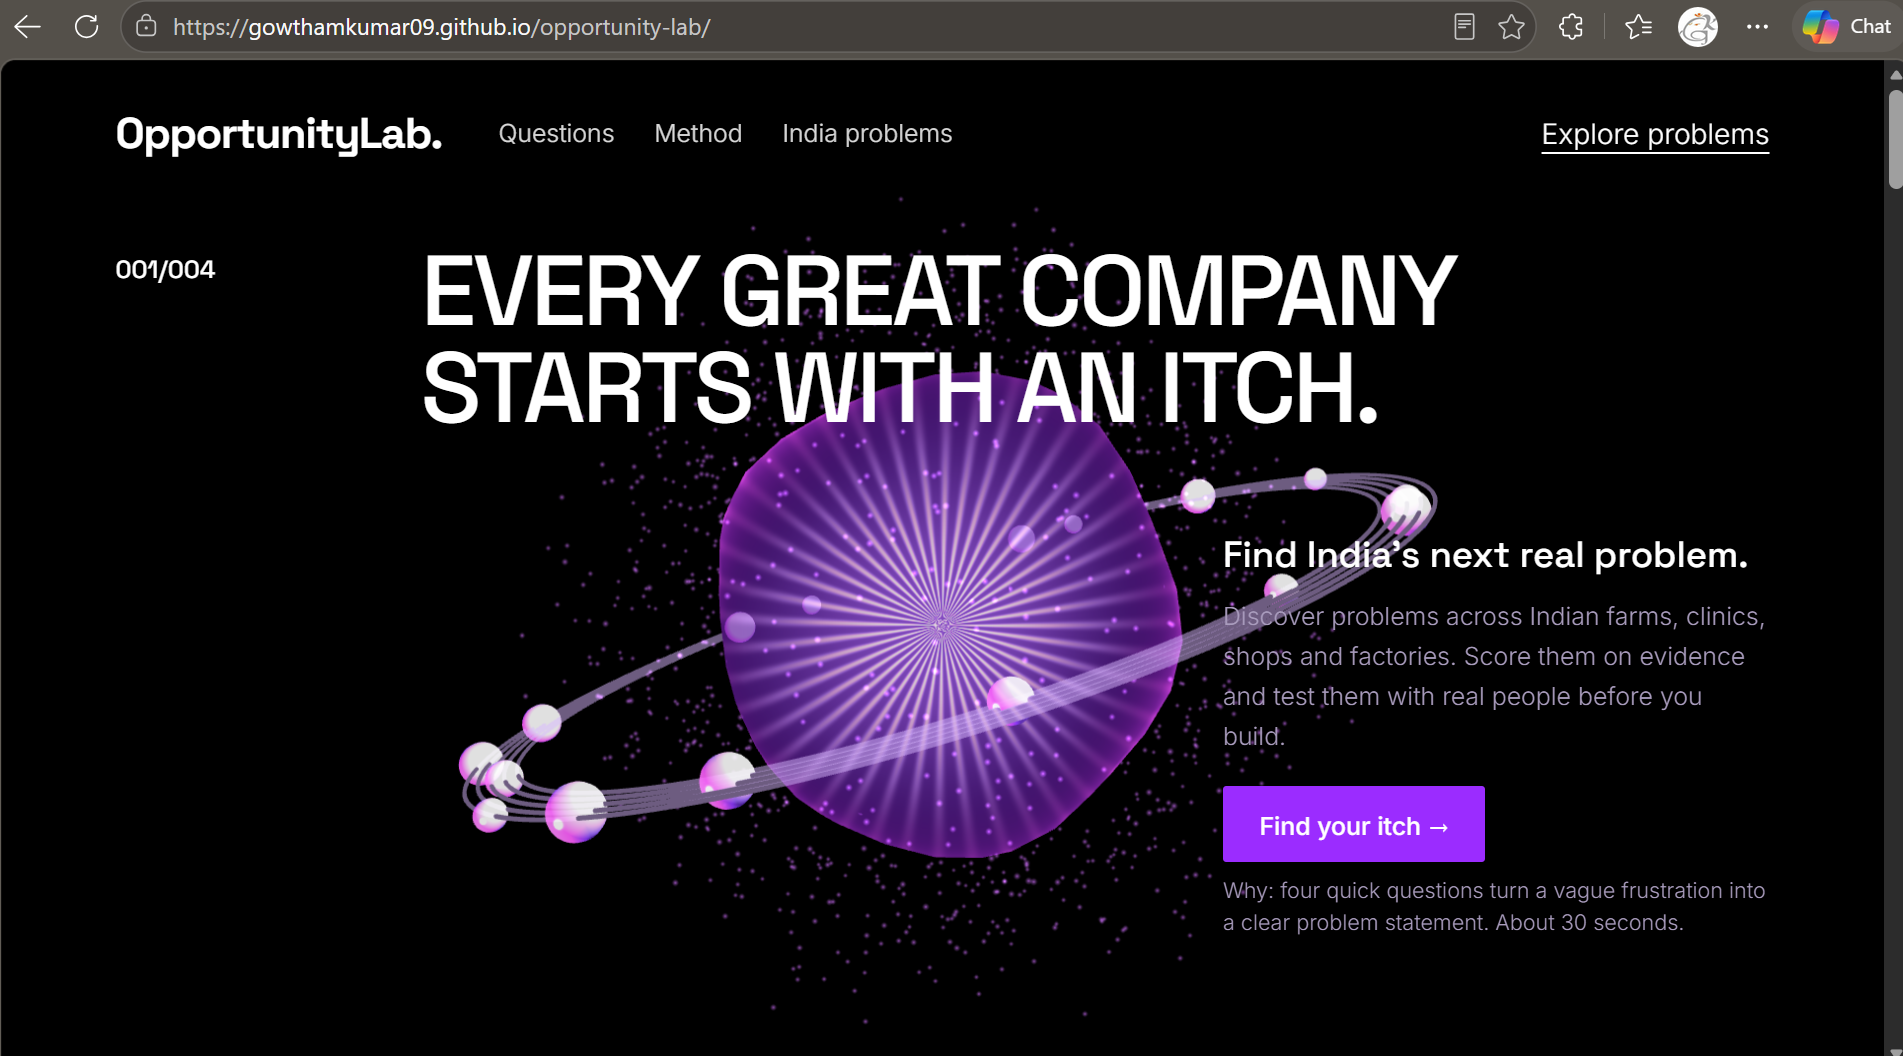 https://gowthamkumar09.github.io/opportunity-lab/
Chat
OpportunityLab.
Questions
Method
India problems
Explore problems
001/004
EVERY GREAT COMPANY
STARTS WITH AN ITCH.
Find India's next real problem.
Discover problems across Indian farms, clinics,
shops and factories. Score them on evidence
and test them with real people before you
build.
Find your itch →
Why: four quick questions turn a vague frustration into
a clear problem statement. About 30 seconds.